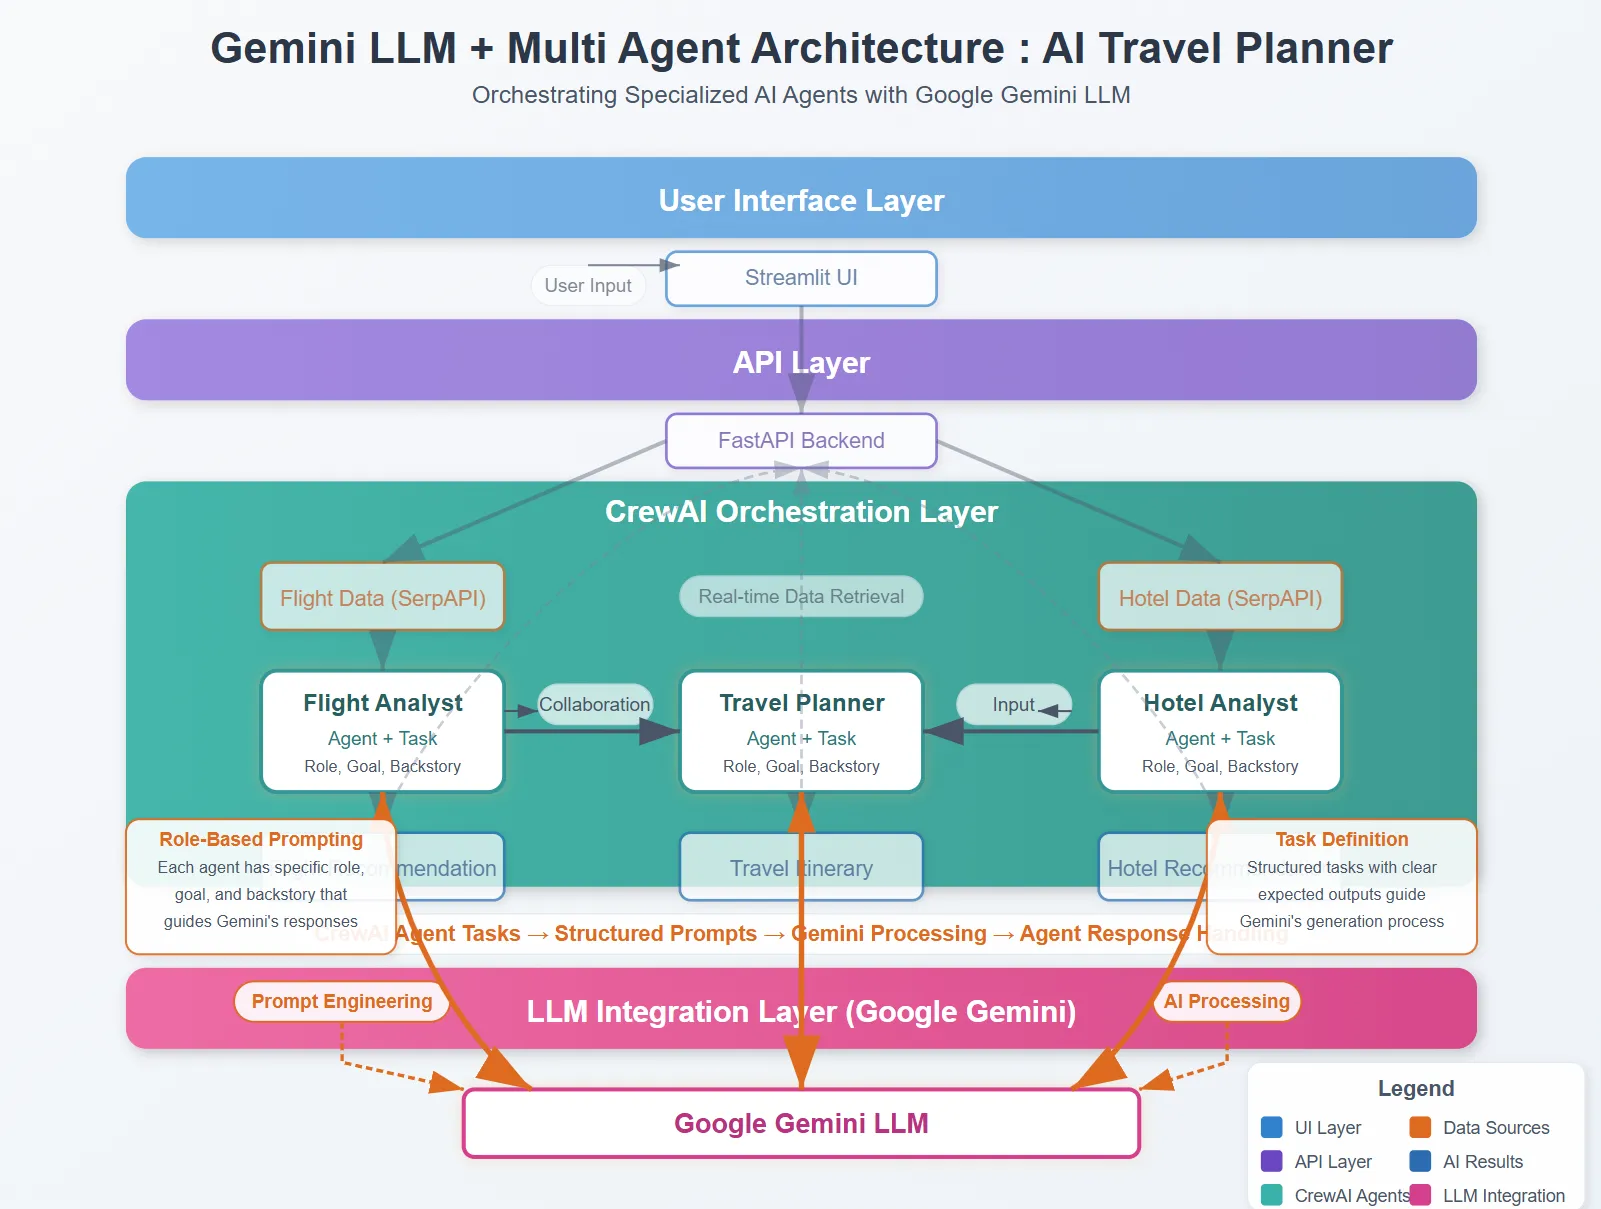 Gemini LLM + Multi Agent Architecture : AI Travel Planner
Orchestrating Specialized AI Agents with Google Gemini LLM
User Interface Layer
User Input
Streamlit UI
API Layer
FastAPI Backend
CrewAI Orchestration Layer
Flight Data (SerpAPI)
Real-time Data Retrieval
Hotel Data (SerpAPI)
Flight Analyst
Agent + Task
Role, Goal, Backstory
Collaboration
Travel Planner
Agent + Task
Role, Goal, Backstory
Input
Hotel Analyst
Agent + Task
Role, Goal, Backstory
Role-Based Prompting
Each agent has specific role,
goal, and backstory that
guides Gemini's responses
mmendation
Travel Itinerary
Hotel Recom
Task Definition
Structured tasks with clear
expected outputs guide
Gemini's generation process
CrewAI Agent Tasks → Structured Prompts → Gemini Processing → Agent Response Handling
Prompt Engineering
LLM Integration Layer (Google Gemini)
AI Processing
Google Gemini LLM
Legend
UI Layer
Data Sources
API Layer
AI Results
CrewAI Agents
LLM Integration